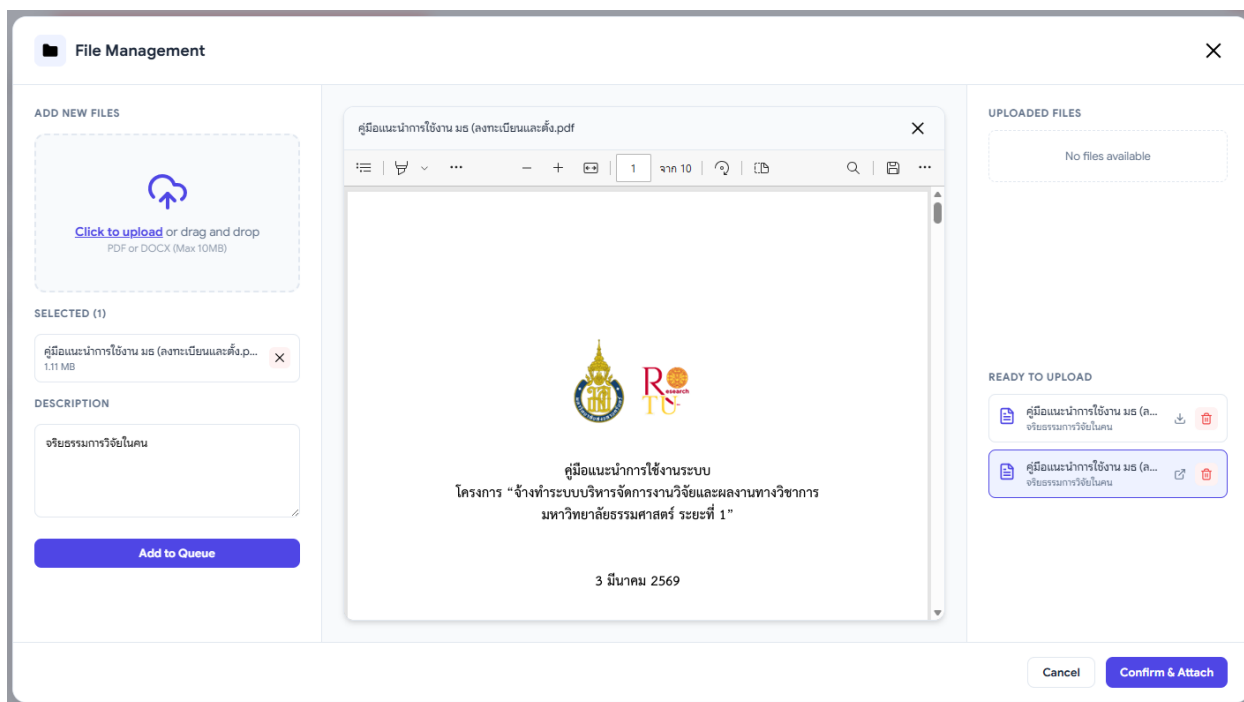 File Management
ADD NEW FILES
Click to upload or drag and drop
PDF or DOCX (Max 10MB)
SELECTED (1)
คู่มือแนะนำการใช้งาน มธ (ลงทะเบียนและตั้ง.p...
1.11 MB
DESCRIPTION
จริยธรรมการวิจัยในคน
Add to Queue
คู่มือแนะนำการใช้งาน มธ (ลงทะเบียนและตั้ง.pdf
1 จาก 10
R
esearch
TU
คู่มือแนะนำการใช้งานระบบ
โครงการ “จ้างทำระบบบริหารจัดการงานวิจัยและผลงานทางวิชาการ
มหาวิทยาลัยธรรมศาสตร์ ระยะที่ 1”
3 มีนาคม 2569
UPLOADED FILES
No files available
READY TO UPLOAD
คู่มือแนะนำการใช้งาน มธ (ล...
จริยธรรมการวิจัยในคน
คู่มือแนะนำการใช้งาน มธ (ล...
จริยธรรมการวิจัยในคน
Cancel
Confirm & Attach